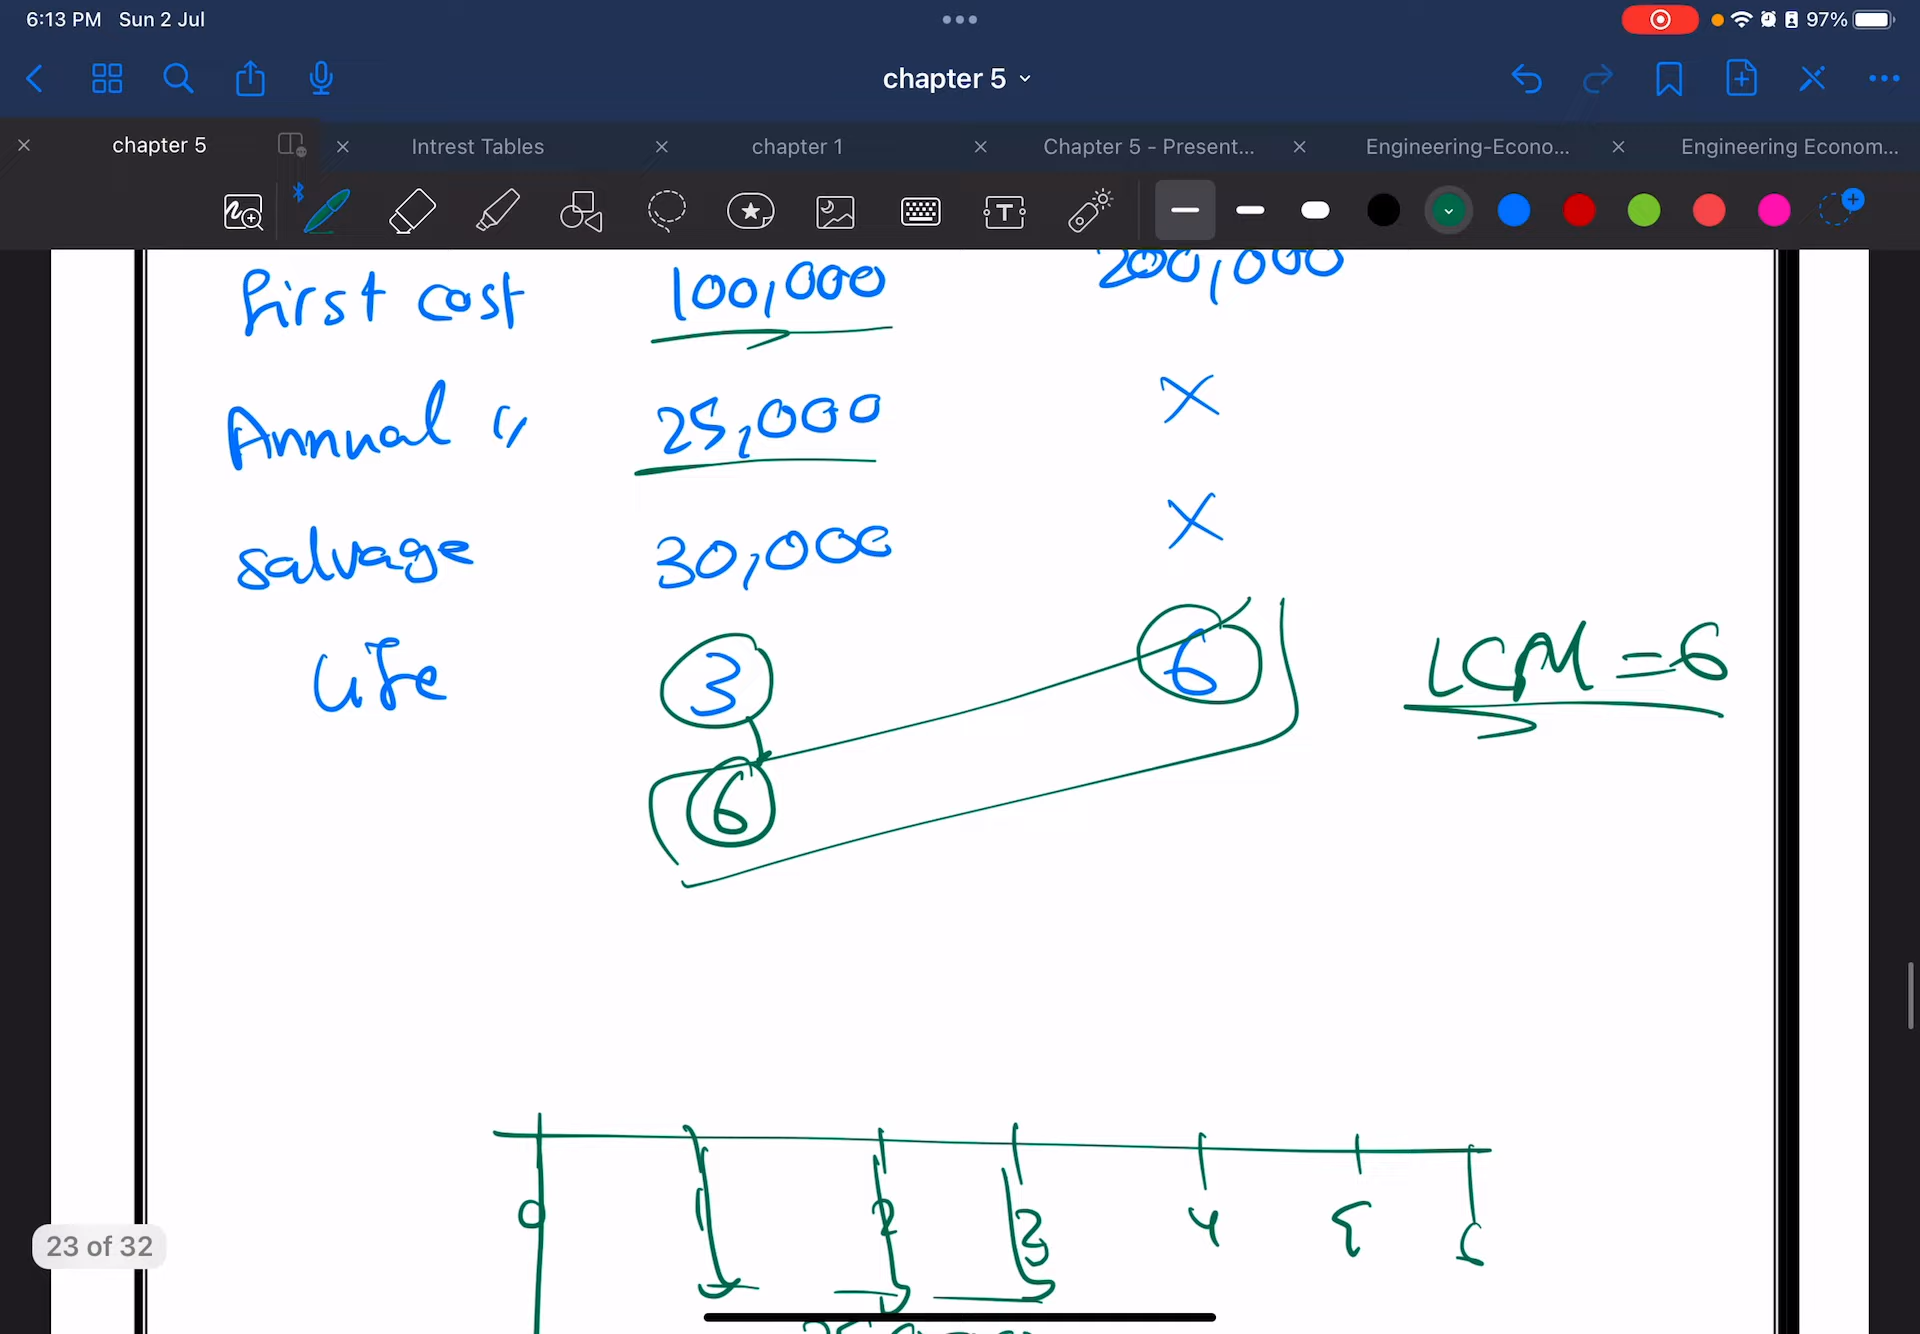 6:13 PM Sun 2 Jul
97%
chapter 5
chapter 5
Intrest Tables
chapter 1
Chapter 5 - Present...
Engineering-Econo...
Engineering Econom...
First cost 100,000 200,000
Annual " 25,000 X
salvage 30,000 X
Life 3 6 LCM = 6
6
0 1 2 3 4 5 6
23 of 32